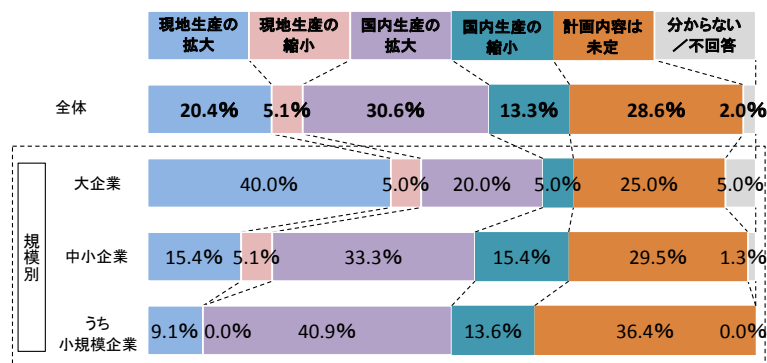 現地生産の
拡大
現地生産の
縮小
国内生産の
拡大
国内生産の
縮小
計画内容は
未定
分からない
／不回答
全体
20.4%
5.1%
30.6%
13.3%
28.6%
2.0%
規模別
大企業
40.0%
5.0%
20.0%
5.0%
25.0%
5.0%
中小企業
15.4%
5.1%
33.3%
15.4%
29.5%
1.3%
うち
小規模企業
9.1%
0.0%
40.9%
13.6%
36.4%
0.0%